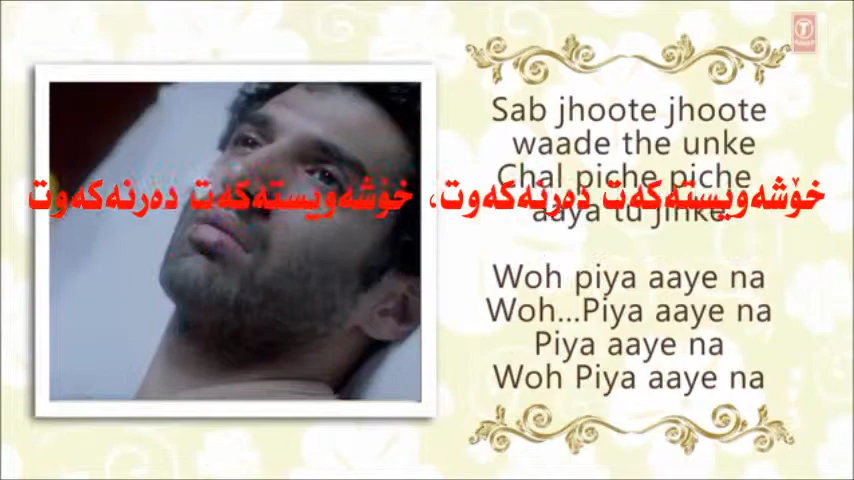 Sab jhoote jhoote
waade the unke
Chal piche piche
خۆشەویستەکەت دەرنەکەوت، خۆشەویستەکەت دەرنەکەوت
aaya tu jinke
Woh piya aaye na
Woh...Piya aaye na
Piya aaye na
Woh Piya aaye na